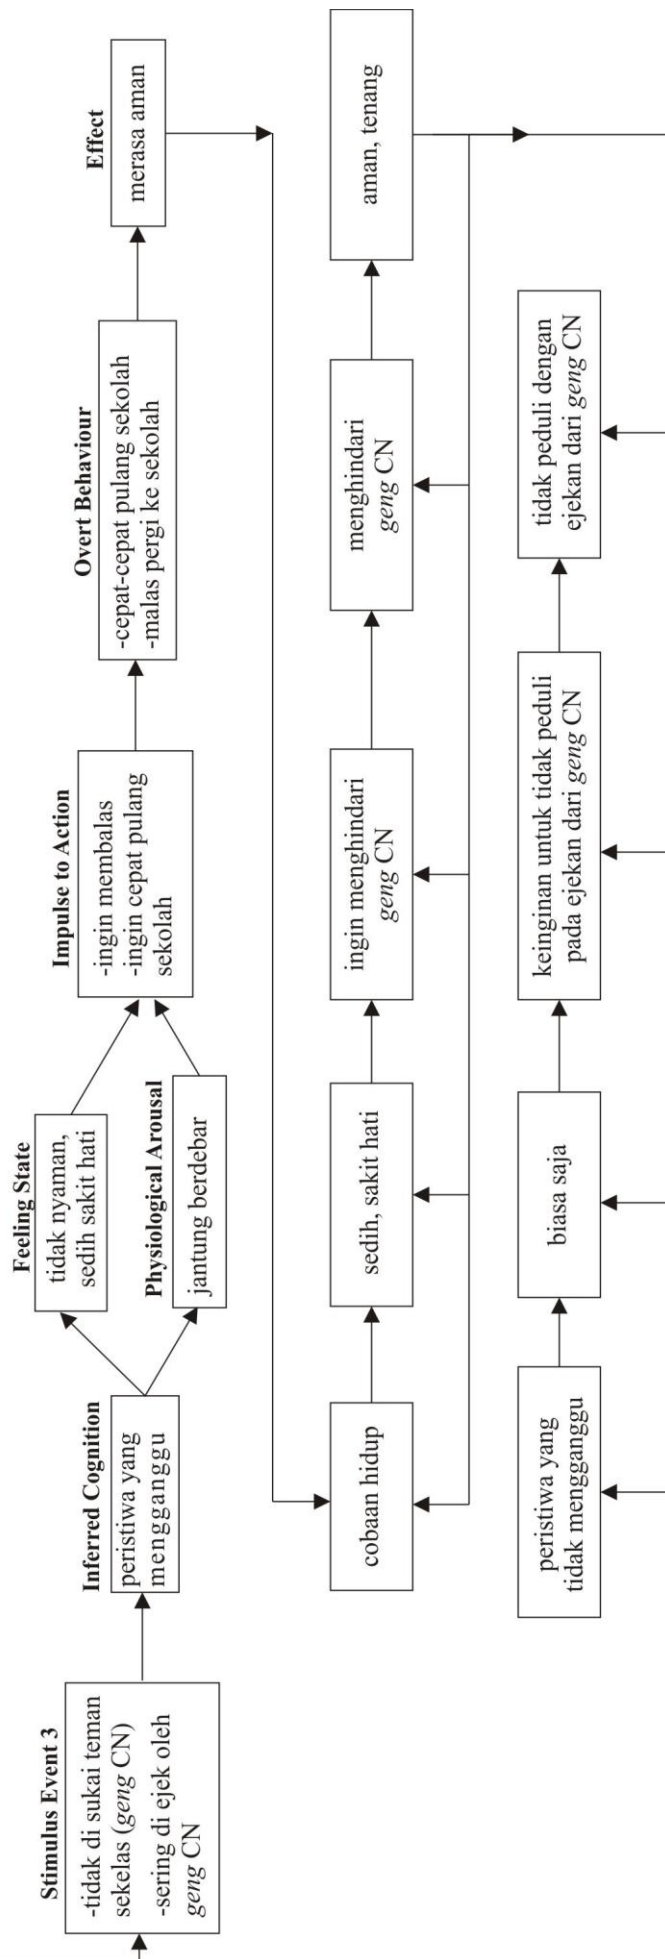 Stimulus Event 3
-tidak di sukai teman
sekelas (geng CN)
-sering di ejek oleh
geng CN
Inferred Cognition
peristiwa yang
mengganggu
Feeling State
tidak nyaman,
sedih sakit hati
Physiological Arousal
jantung berdebar
Impulse to Action
-ingin membalas
-ingin cepat pulang
sekolah
Overt Behaviour
-cepat-cepat pulang sekolah
-malas pergi ke sekolah
Effect
merasa aman
cobaan hidup
sedih, sakit hati
ingin menghindari
geng CN
menghindari
geng CN
aman, tenang
peristiwa yang
tidak mengganggu
biasa saja
keinginan untuk tidak peduli
pada ejekan dari geng CN
tidak peduli dengan
ejekan dari geng CN